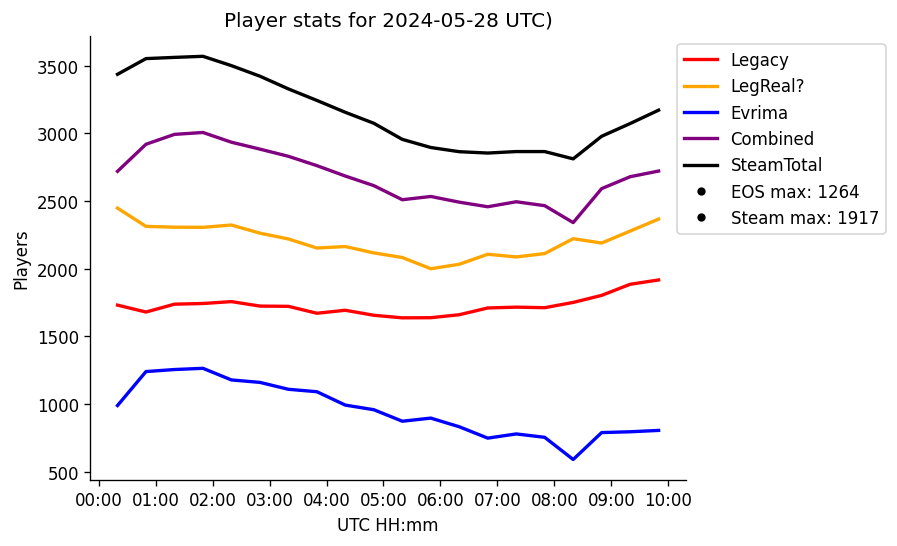 Player stats for 2024-05-28 UTC)
Legacy
LegReal?
Evrima
Combined
SteamTotal
EOS max: 1264
Steam max: 1917
Players
3500
3000
2500
2000
1500
1000
500
00:00 01:00 02:00 03:00 04:00 05:00 06:00 07:00 08:00 09:00 10:00
UTC HH:mm